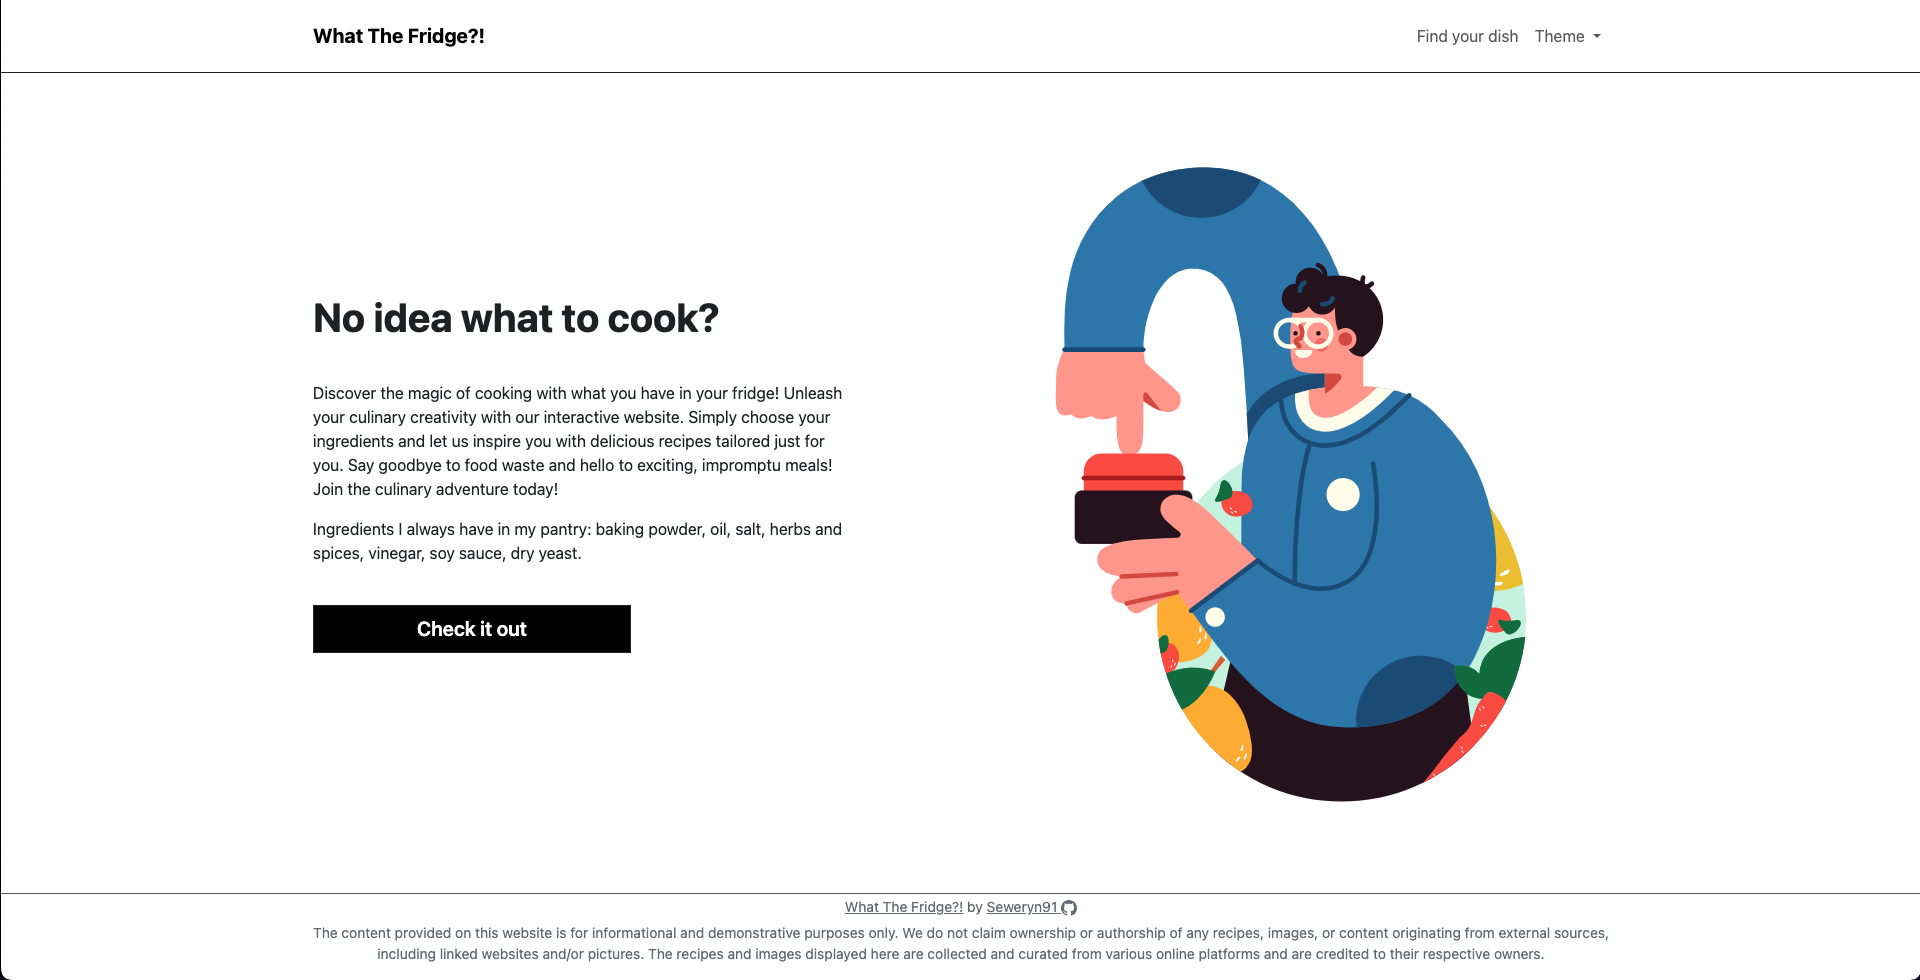 What The Fridge?!
Find your dish Theme
No idea what to cook?
Discover the magic of cooking with what you have in your fridge! Unleash
your culinary creativity with our interactive website. Simply choose your
ingredients and let us inspire you with delicious recipes tailored just for
you. Say goodbye to food waste and hello to exciting, impromptu meals!
Join the culinary adventure today!
Ingredients I always have in my pantry: baking powder, oil, salt, herbs and
spices, vinegar, soy sauce, dry yeast.
Check it out
What The Fridge?! by Seweryn91
The content provided on this website is for informational and demonstrative purposes only. We do not claim ownership or authorship of any recipes, images, or content originating from external sources,
including linked websites and/or pictures. The recipes and images displayed here are collected and curated from various online platforms and are credited to their respective owners.